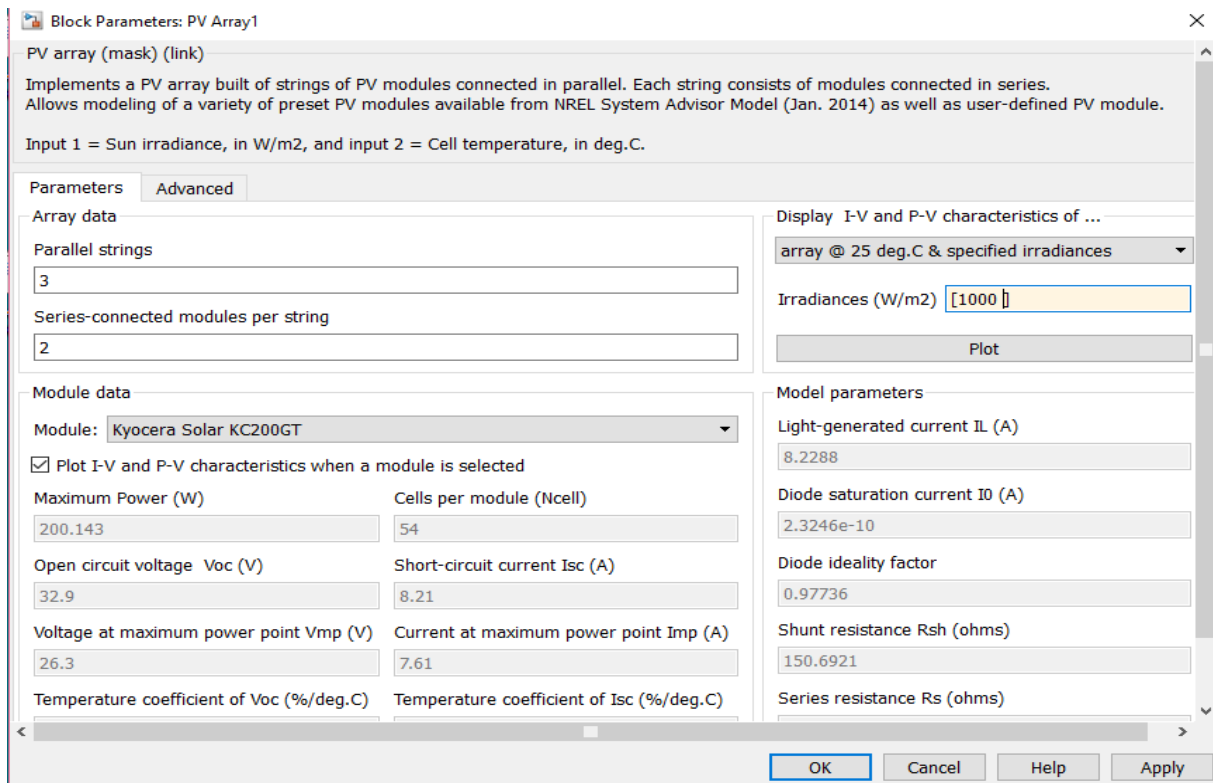 Block Parameters: PV Array1
PV array (mask) (link)
Implements a PV array built of strings of PV modules connected in parallel. Each string consists of modules connected in series.
Allows modeling of a variety of preset PV modules available from NREL System Advisor Model (Jan. 2014) as well as user-defined PV module.
Input 1 = Sun irradiance, in W/m2, and input 2 = Cell temperature, in deg.C.
Parameters Advanced
Array data
Parallel strings
3
Series-connected modules per string
2
Display I-V and P-V characteristics of ...
array @ 25 deg.C & specified irradiances
Irradiances (W/m2) [1000 ]
Plot
Module data
Module: Kyocera Solar KC200GT
Plot I-V and P-V characteristics when a module is selected
Maximum Power (W) Cells per module (Ncell)
200.143 54
Open circuit voltage Voc (V) Short-circuit current Isc (A)
32.9 8.21
Voltage at maximum power point Vmp (V) Current at maximum power point Imp (A)
26.3 7.61
Temperature coefficient of Voc (%/deg.C) Temperature coefficient of Isc (%/deg.C)
Model parameters
Light-generated current IL (A)
8.2288
Diode saturation current I0 (A)
2.3246e-10
Diode ideality factor
0.97736
Shunt resistance Rsh (ohms)
150.6921
Series resistance Rs (ohms)
OK Cancel Help Apply